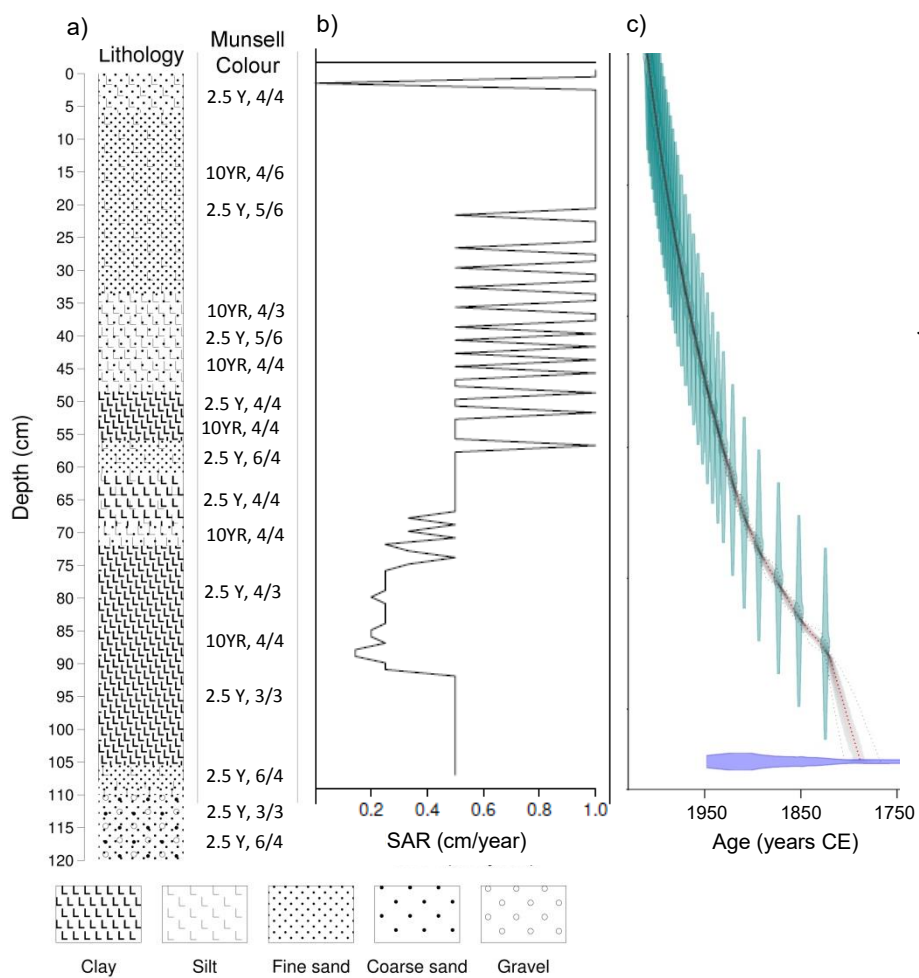 a)
b)
c)
Lithology
Munsell
Colour
Depth (cm)
0
5
10
15
20
25
30
35
40
45
50
55
60
65
70
75
80
85
90
95
100
105
110
115
120
2.5 Y, 4/4
10YR, 4/6
2.5 Y, 5/6
10YR, 4/3
2.5 Y, 5/6
10YR, 4/4
2.5 Y, 4/4
10YR, 4/4
2.5 Y, 6/4
2.5 Y, 4/4
10YR, 4/4
2.5 Y, 4/3
10YR, 4/4
2.5 Y, 3/3
2.5 Y, 6/4
2.5 Y, 3/3
2.5 Y, 6/4
0.2 0.4 0.6 0.8 1.0
SAR (cm/year)
1950 1850 1750
Age (years CE)
Clay
Silt
Fine sand
Coarse sand
Gravel